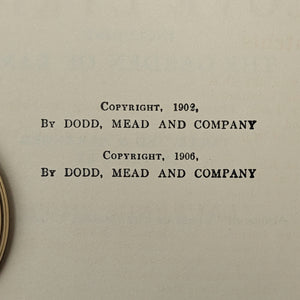 Copyright, 1902,
By DODD, MEAD AND COMPANY
Copyright, 1906,
By DODD, MEAD AND COMPANY